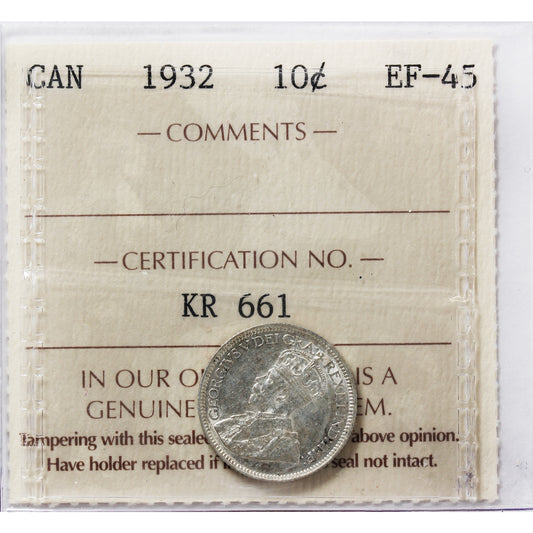 CAN 1932 10¢ EF-45
— COMMENTS —
— CERTIFICATION NO. —
KR 661
GEORGIVS V DEI GRA REX IND:IMP:
IN OUR O IS A
GENUINE EM.
Tampering with this seale above opinion.
Have holder replaced if seal not intact.